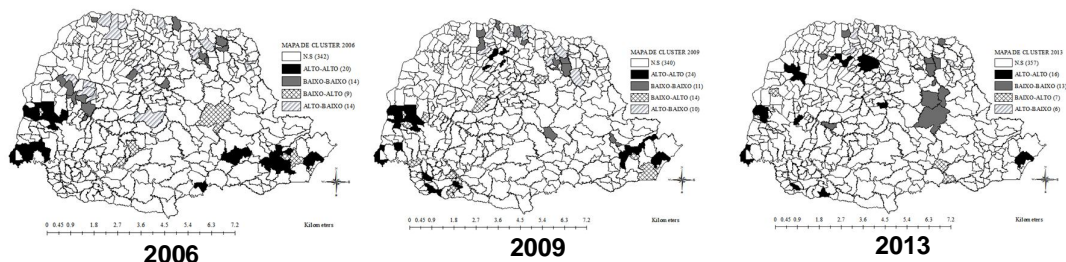 MAPA DE CLUSTER 2006
N.S (342)
ALTO-ALTO (20)
BAIXO-BAIXO (14)
BAIXO-ALTO (9)
ALTO-BAIXO (14)
0 0.45 0.9 1.8 2.7 3.6 4.5 5.4 6.3 7.2
Kilometers
2006
MAPA DE CLUSTER 2009
N.S (340)
ALTO-ALTO (24)
BAIXO-BAIXO (11)
BAIXO-ALTO (14)
ALTO-BAIXO (10)
0 0.45 0.9 1.8 2.7 3.6 4.5 5.4 6.3 7.2
Kilometers
2009
MAPA DE CLUSTER 2013
N.S (357)
ALTO-ALTO (16)
BAIXO-BAIXO (13)
BAIXO-ALTO (7)
ALTO-BAIXO (6)
0 0.45 0.9 1.8 2.7 3.6 4.5 5.4 6.3 7.2
Kilometers
2013